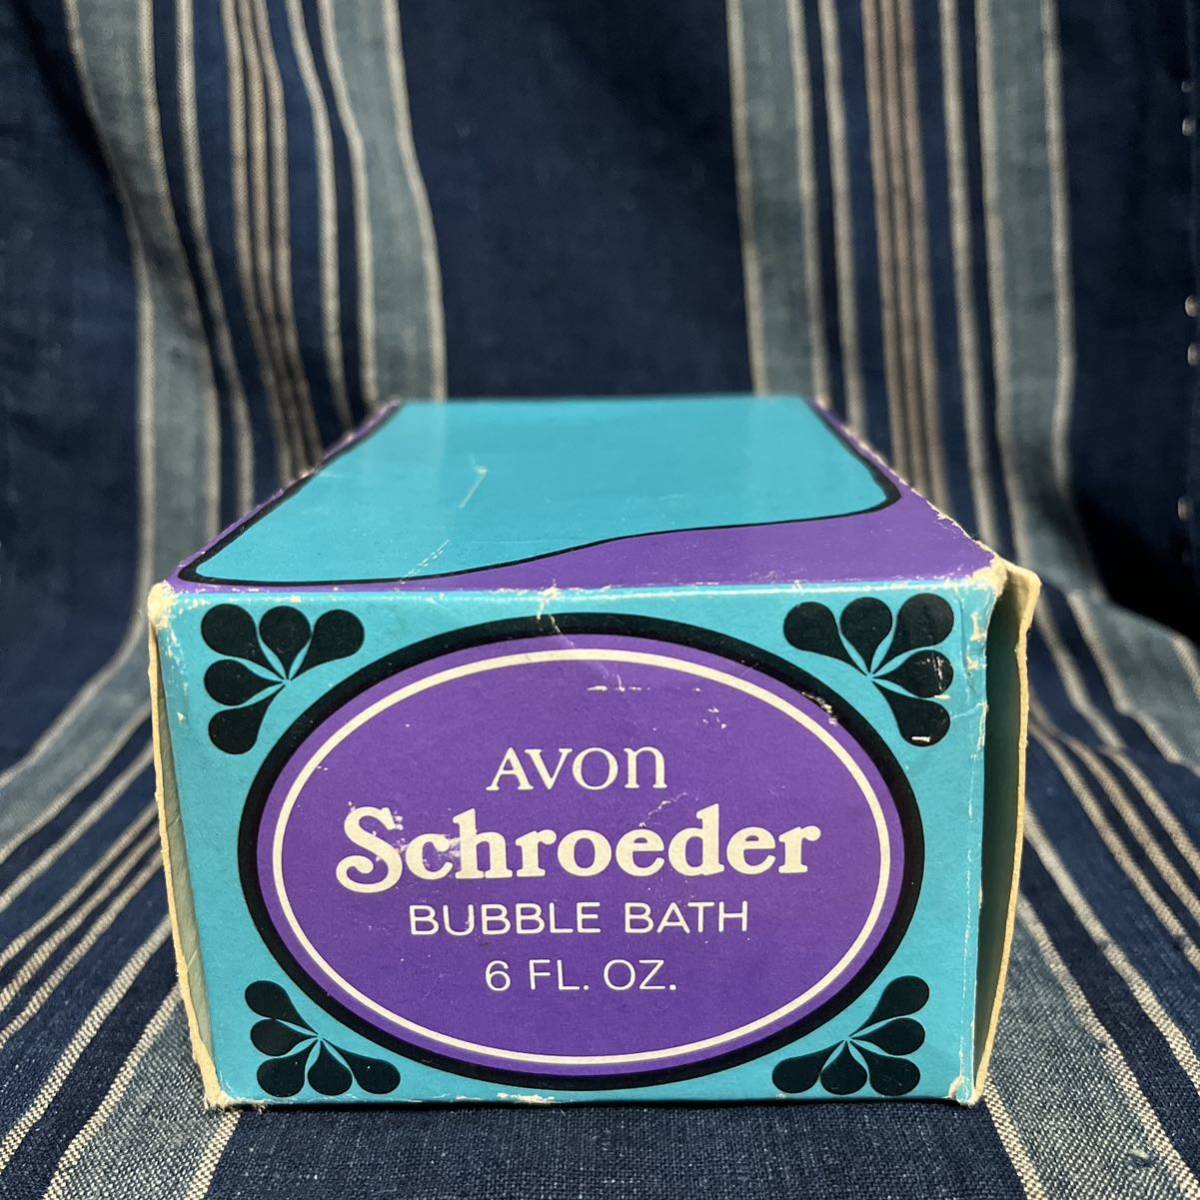 AVON
Schroeder
BUBBLE BATH
6 FL. OZ.